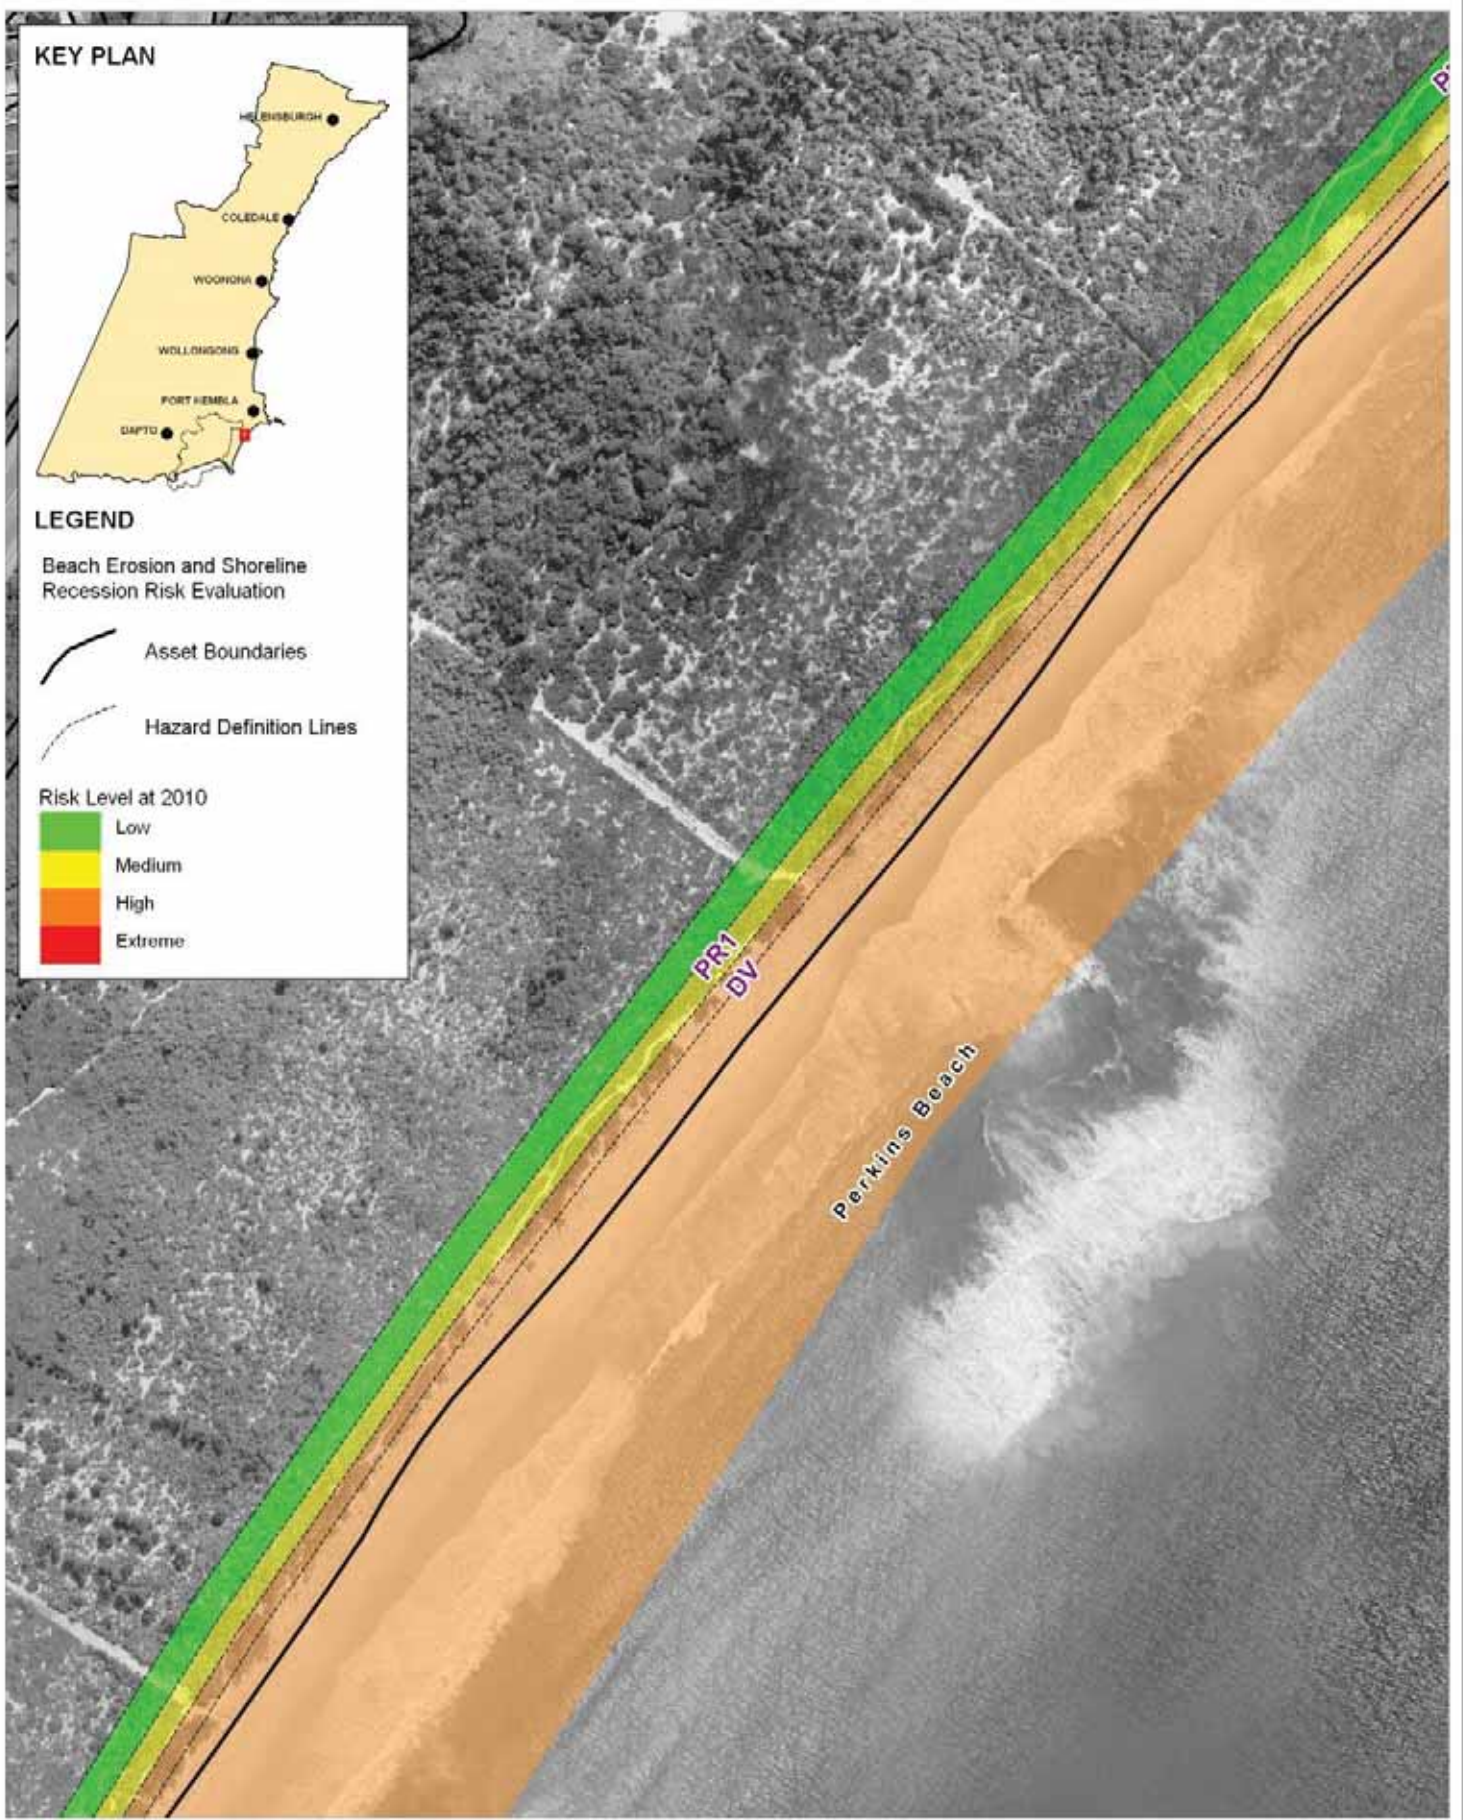 KEY PLAN
HELENSBURGH
COLEDALE
WOONONA
WOLLONGONG
PORT KEMBLA
DAPTO
LEGEND
Beach Erosion and Shoreline
Recession Risk Evaluation
Asset Boundaries
Hazard Definition Lines
Risk Level at 2010
Low
Medium
High
Extreme
PR1
DV
Perkins Beach